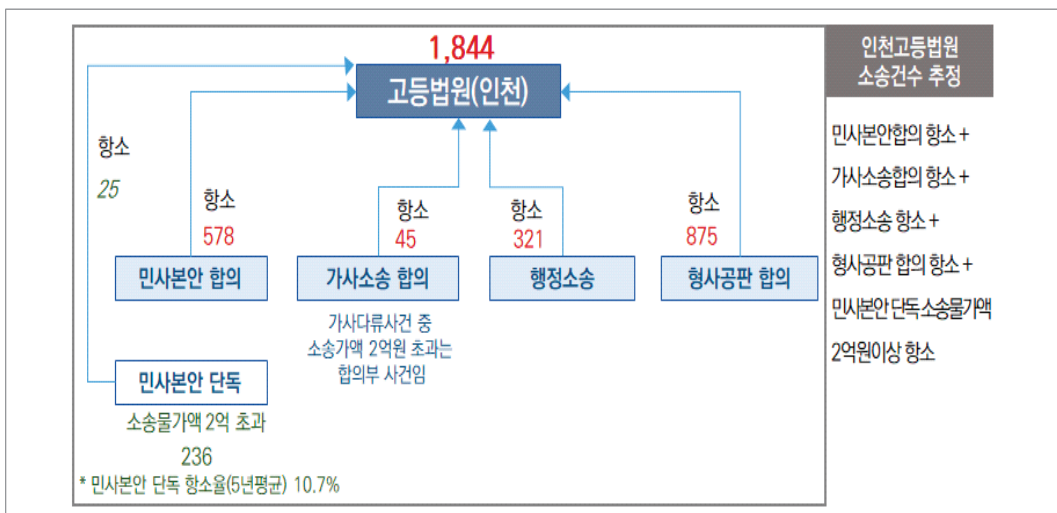 1,844
고등법원(인천)
항소
25
항소
578
항소
45
항소
321
항소
875
민사본안 합의
가사소송 합의
행정소송
형사공판 합의
가사다류사건 중
소송가액 2억원 초과는
합의부 사건임
민사본안 단독
소송물가액 2억 초과
236
* 민사본안 단독 항소율(5년평균) 10.7%
인천고등법원
소송건수 추정
민사본안합의 항소 +
가사소송합의 항소 +
행정소송 항소 +
형사공판 합의 항소 +
민사본안 단독 소송물가액
2억원이상 항소